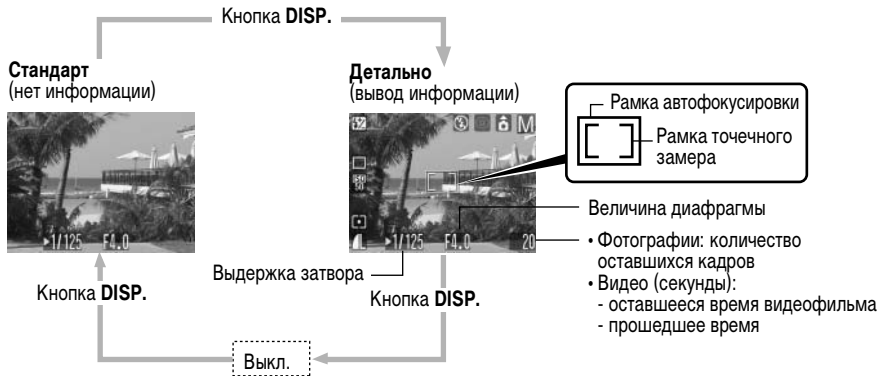 Кнопка DISP.
Стандарт
(нет информации)
▸1/125 F4.0
Детально
(вывод информации)
M
ISO
50
▸1/125 F4.0 20
Рамка автофокусировки
Рамка точечного
замера
Величина диафрагмы
• Фотографии: количество
оставшихся кадров
• Видео (секунды):
- оставшееся время видеофильма
- прошедшее время
Выдержка затвора
Кнопка DISP.
Кнопка DISP.
Выкл.